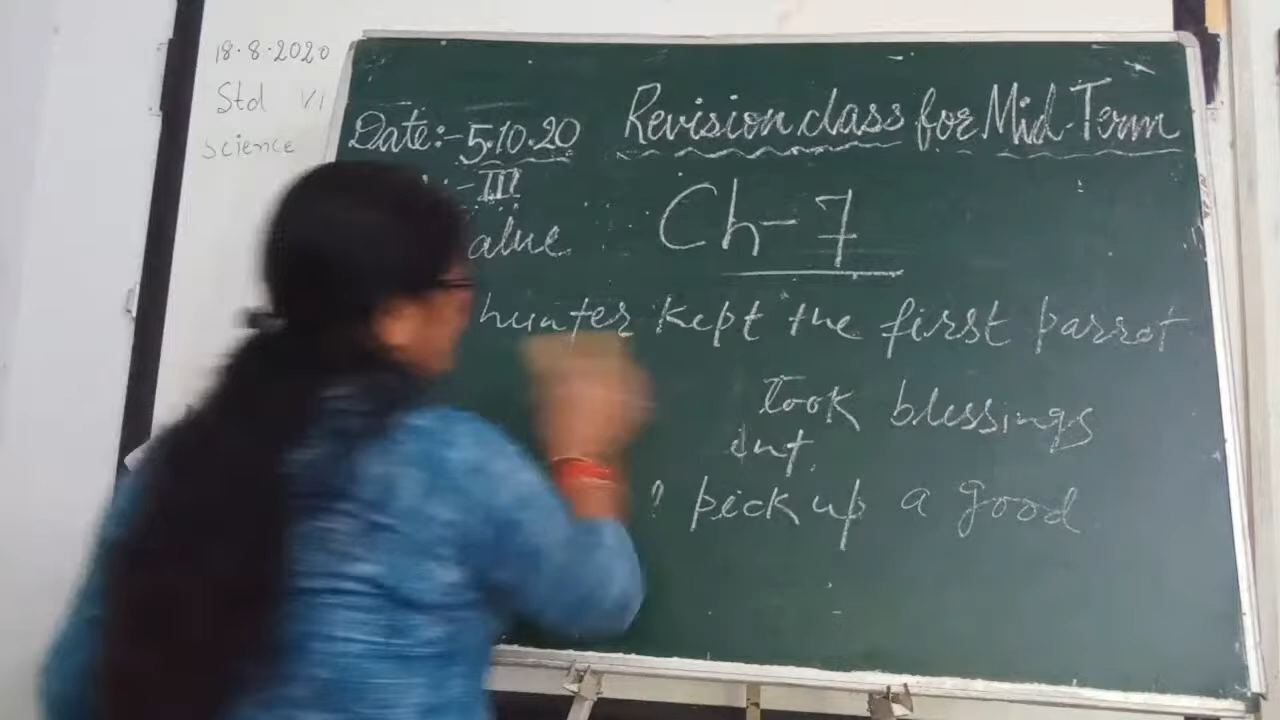 18.8.2020
Std VI
science
Date:- 5.10.20
Revision class for Mid-Term
:- III
alue
Ch-7
hunter kept the first parrot
took blessings
pick up a good